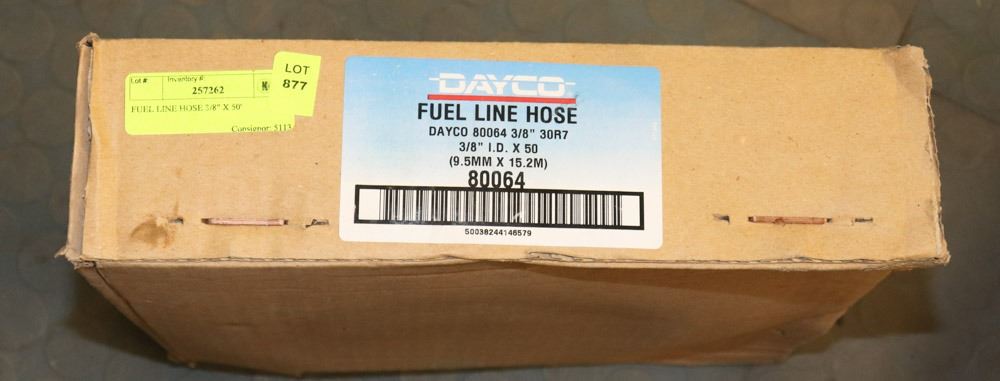 Lot #:
Inventory #:
257262
LOT
877
FUEL LINE HOSE 3/8" X 50'
Consignor: 5113
DAYCO
FUEL LINE HOSE
DAYCO 80064 3/8" 30R7
3/8" I.D. X 50
(9.5MM X 15.2M)
80064
50038244146579